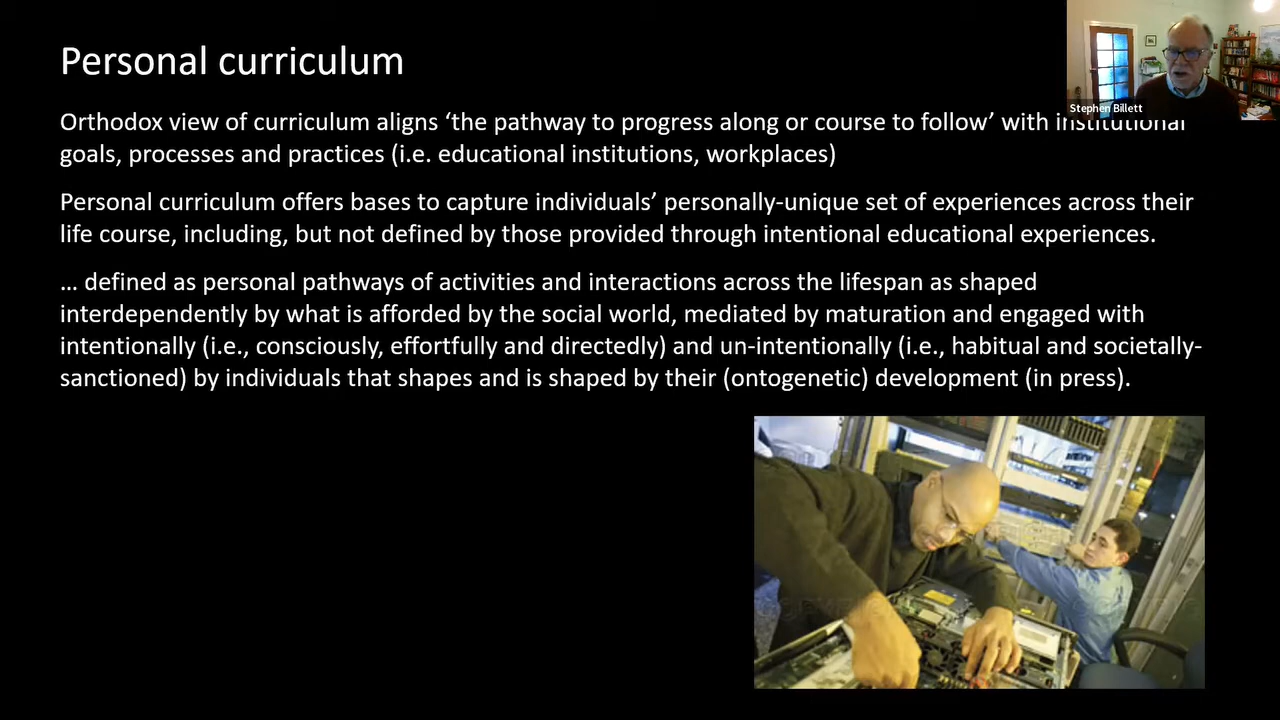 Personal curriculum
Stephen Billett
Orthodox view of curriculum aligns ‘the pathway to progress along or course to follow’ with institutional
goals, processes and practices (i.e. educational institutions, workplaces)
Personal curriculum offers bases to capture individuals’ personally-unique set of experiences across their
life course, including, but not defined by those provided through intentional educational experiences.
... defined as personal pathways of activities and interactions across the lifespan as shaped
interdependently by what is afforded by the social world, mediated by maturation and engaged with
intentionally (i.e., consciously, effortfully and directedly) and un-intentionally (i.e., habitual and societally-
sanctioned) by individuals that shapes and is shaped by their (ontogenetic) development (in press).